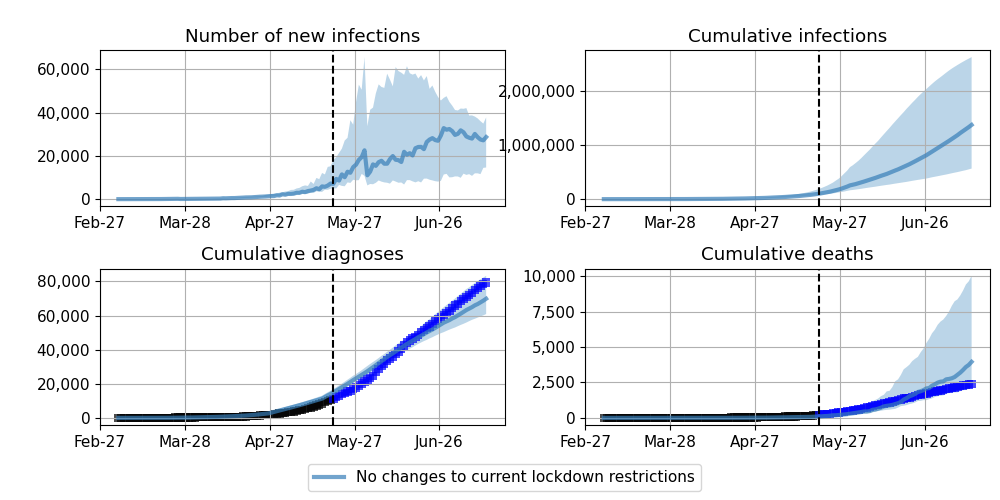 Number of new infections
60,000
40,000
20,000
0
Feb-27 Mar-28 Apr-27 May-27 Jun-26
Cumulative infections
2,000,000
1,000,000
0
Feb-27 Mar-28 Apr-27 May-27 Jun-26
Cumulative diagnoses
80,000
60,000
40,000
20,000
0
Feb-27 Mar-28 Apr-27 May-27 Jun-26
Cumulative deaths
10,000
7,500
5,000
2,500
0
Feb-27 Mar-28 Apr-27 May-27 Jun-26
No changes to current lockdown restrictions